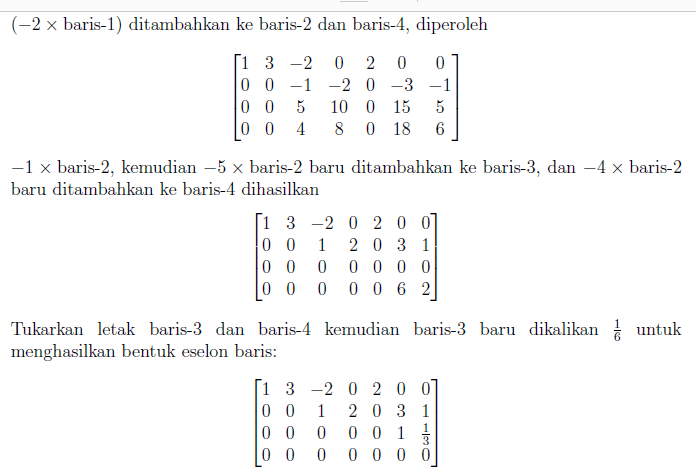 (−2 × baris-1) ditambahkan ke baris-2 dan baris-4, diperoleh
1 3 −2 0 2 0 0
0 0 −1 −2 0 −3 −1
0 0 5 10 0 15 5
0 0 4 8 0 18 6
−1 × baris-2, kemudian −5 × baris-2 baru ditambahkan ke baris-3, dan −4 × baris-2
baru ditambahkan ke baris-4 dihasilkan
1 3 −2 0 2 0 0
0 0 1 2 0 3 1
0 0 0 0 0 0 0
0 0 0 0 0 6 2
Tukarkan letak baris-3 dan baris-4 kemudian baris-3 baru dikalikan 1/6 untuk
menghasilkan bentuk eselon baris:
1 3 −2 0 2 0 0
0 0 1 2 0 3 1
0 0 0 0 0 1 1/3
0 0 0 0 0 0 0